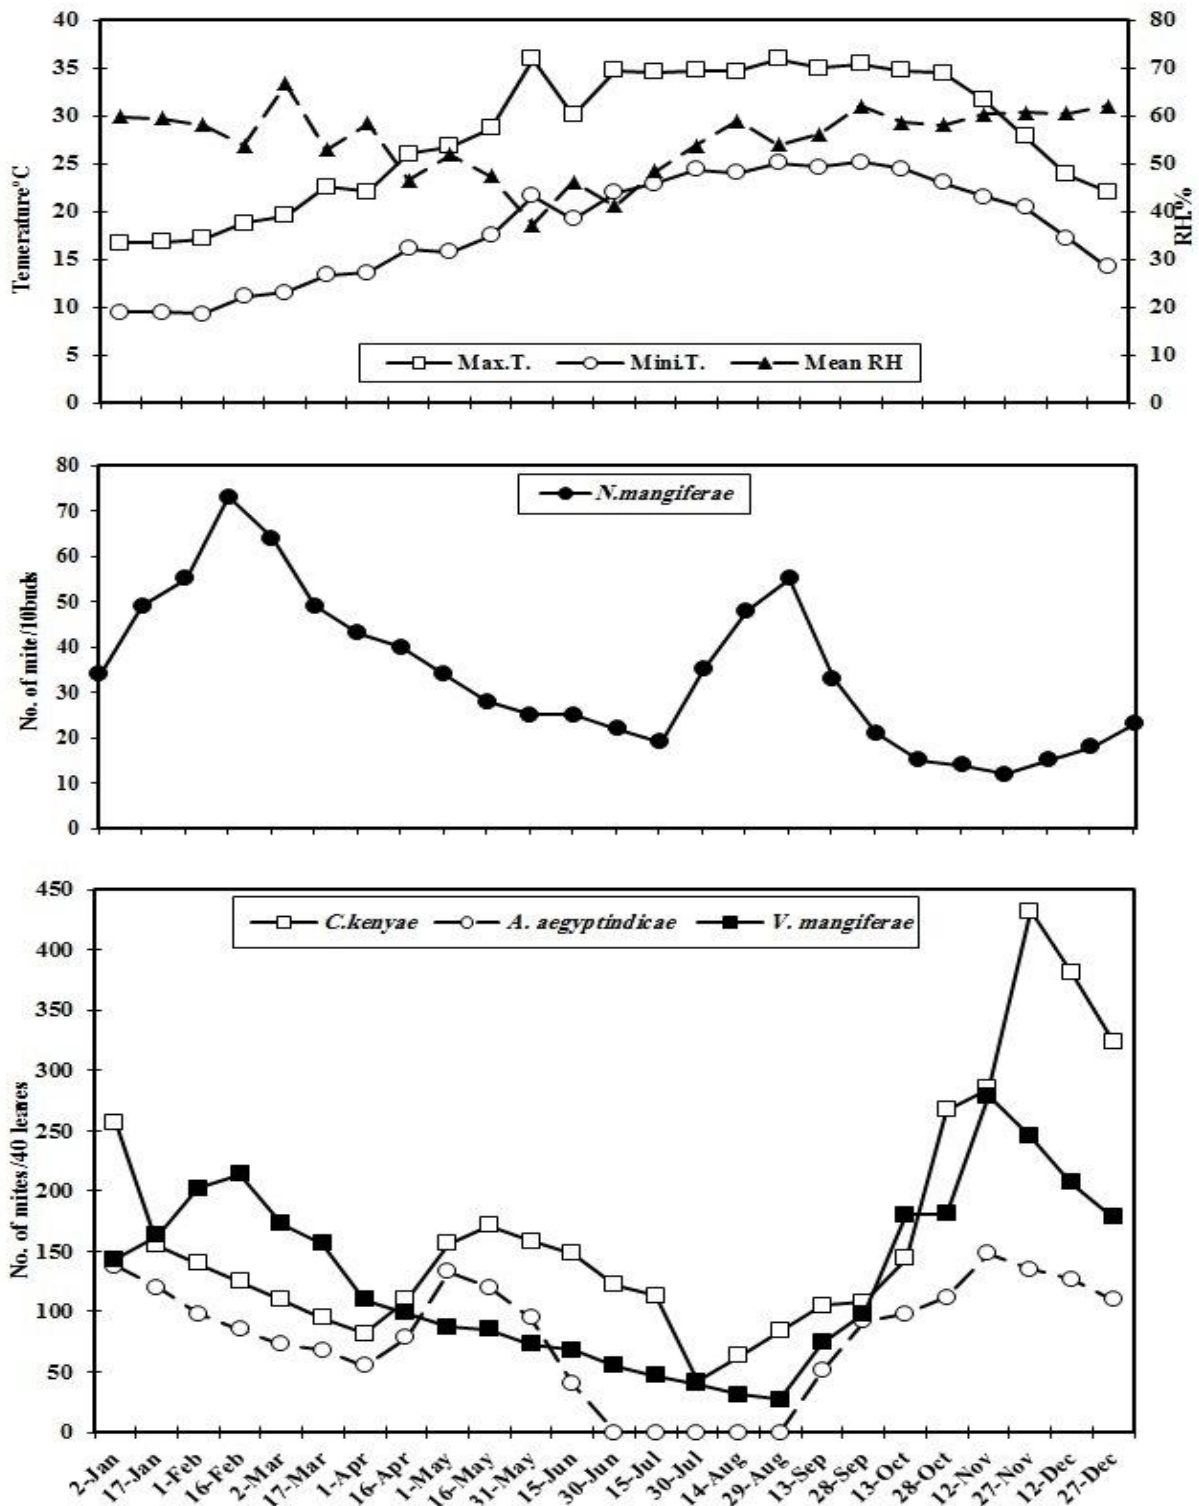 40
35
30
25
20
15
10
5
0
Temerature°C
80
70
60
50
40
30
20
10
0
RH.%
Max.T. Mini.T. Mean RH
80
70
60
50
40
30
20
10
0
No. of mite/10buds
N.mangiferae
450
400
350
300
250
200
150
100
50
0
No. of mites/40 leaves
C.kenyae A. aegyptindicae V. mangiferae
2-Jan
17-Jan
1-Feb
16-Feb
2-Mar
17-Mar
1-Apr
16-Apr
1-May
16-May
31-May
15-Jun
30-Jun
15-Jul
30-Jul
14-Aug
29-Aug
13-Sep
28-Sep
13-Oct
28-Oct
12-Nov
27-Nov
12-Dec
27-Dec